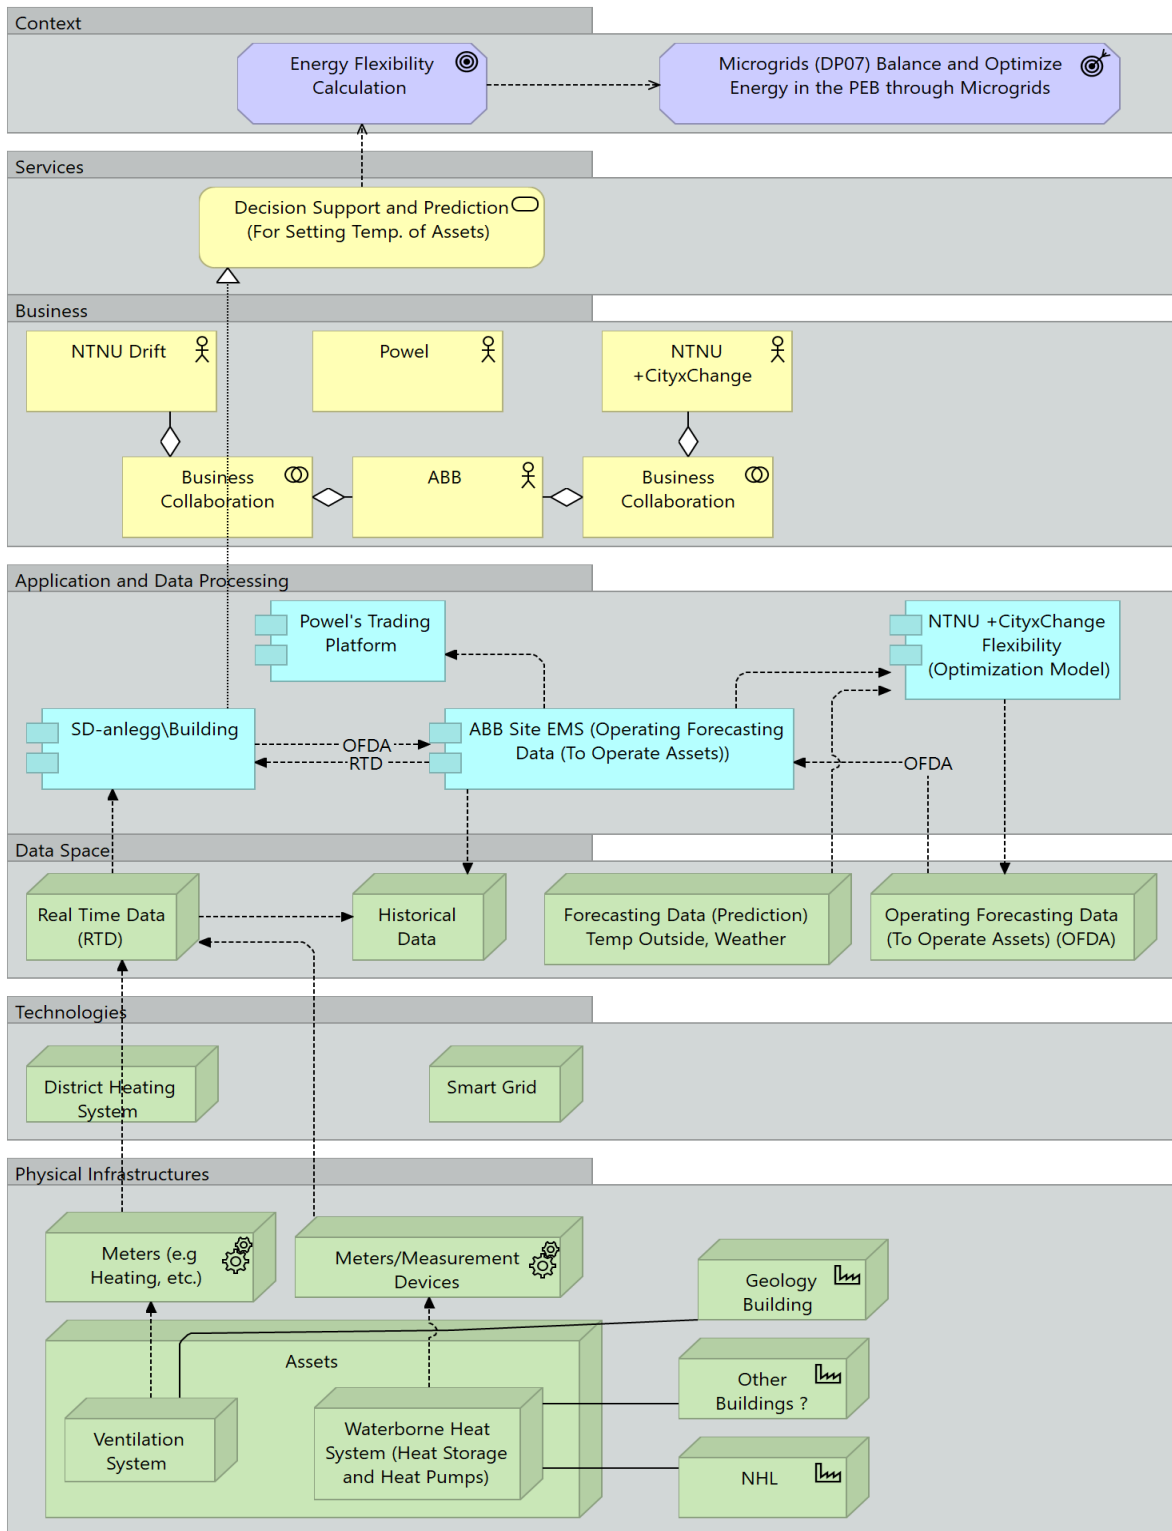 Context
Energy Flexibility
Calculation
Microgrids (DP07) Balance and Optimize
Energy in the PEB through Microgrids
Services
Decision Support and Prediction
(For Setting Temp. of Assets)
Business
NTNU Drift
Powel
NTNU
+CityxChange
Business
Collaboration
ABB
Business
Collaboration
Application and Data Processing
Powel's Trading
Platform
NTNU +CityxChange
Flexibility
(Optimization Model)
SD-anlegg\Building
OFDA
RTD
ABB Site EMS (Operating Forecasting
Data (To Operate Assets))
OFDA
Data Space
Real Time Data
(RTD)
Historical
Data
Forecasting Data (Prediction)
Temp Outside, Weather
Operating Forecasting Data
(To Operate Assets) (OFDA)
Technologies
District Heating
System
Smart Grid
Physical Infrastructures
Meters (e.g
Heating, etc.)
Meters/Measurement
Devices
Geology
Building
Assets
Other
Buildings ?
Ventilation
System
Waterborne Heat
System (Heat Storage
and Heat Pumps)
NHL